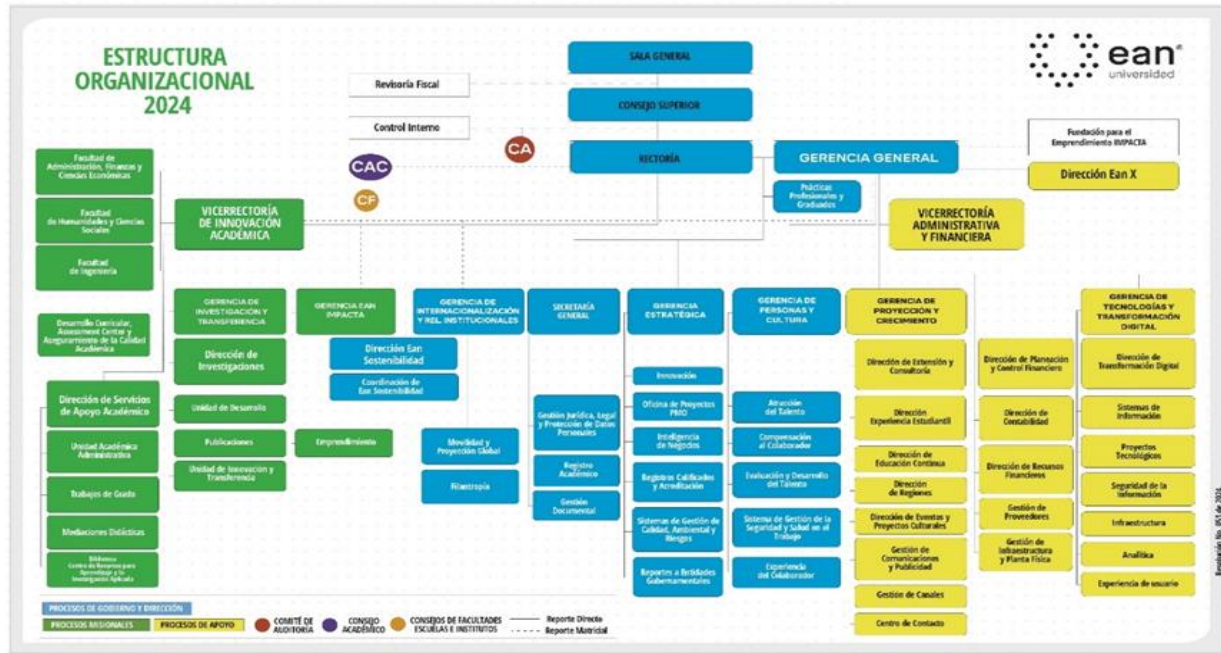 ESTRUCTURA
ORGANIZACIONAL
2024
SALA GENERAL
CONSEJO SUPERIOR
RECTORÍA
GERENCIA GENERAL
Revisoría Fiscal
Control Interno
CA
CAC
CF
ean
universidad
Fundación para el
Emprendimiento IMPACTA
Dirección Ean X
Prácticas
Profesionales y
Graduados
VICERRECTORÍA
ADMINISTRATIVA
Y FINANCIERA
Facultad de
Administración, Finanzas y
Ciencias Económicas
Facultad
de Humanidades y Ciencias
Sociales
Facultad
de Ingeniería
VICERRECTORÍA
DE INNOVACIÓN
ACADÉMICA
Desarrollo Curricular,
Assessment Center y
Aseguramiento de la Calidad
Académica
Dirección de Servicios
de Apoyo Académico
Unidad Académica
Administrativa
Trabajos de Grado
Mediaciones Didácticas
Biblioteca
Centro de Recursos para
Aprendizaje y la
Investigación Aplicada
GERENCIA DE
INVESTIGACIÓN Y
TRANSFERENCIA
Dirección de
Investigaciones
Unidad de Desarrollo
Publicaciones
Unidad de Innovación y
Transferencia
GERENCIA EAN
IMPACTA
Emprendimiento
GERENCIA DE
INTERNACIONALIZACIÓN
Y REL. INSTITUCIONALES
Dirección Ean
Sostenibilidad
Coordinación de
Ean Sostenibilidad
Movilidad y
Proyección Global
Filantropía
SECRETARÍA
GENERAL
Gestión Jurídica, Legal
y Protección de Datos
Personales
Registro
Académico
Gestión
Documental
GERENCIA
ESTRATÉGICA
Innovación
Oficina de Proyectos
PMO
Inteligencia
de Negocios
Registros Calificados
y Acreditación
Sistemas de Gestión de
Calidad, Ambiental y
Riesgos
Reportes a Entidades
Gubernamentales
GERENCIA DE
PERSONAS Y
CULTURA
Atracción
del Talento
Compensación
al Colaborador
Evaluación y Desarrollo
del Talento
Sistema de Gestión de la
Seguridad y Salud en el
Trabajo
Experiencia
del Colaborador
GERENCIA DE
PROYECCIÓN Y
CRECIMIENTO
Dirección de Extensión y
Consultoría
Dirección
Experiencia Estudiantil
Dirección de
Educación Continua
Dirección
de Regiones
Dirección de Eventos y
Proyectos Culturales
Gestión de
Comunicaciones
y Publicidad
Gestión de Canales
Centro de Contacto
Dirección de Planeación
y Control Financiero
Dirección de
Contabilidad
Dirección de Recursos
Financieros
Gestión de
Proveedores
Gestión de
Infraestructura
y Planta Física
GERENCIA DE
TECNOLOGÍAS Y
TRANSFORMACIÓN
DIGITAL
Dirección de
Transformación Digital
Sistemas de
Información
Proyectos
Tecnológicos
Seguridad de la
Información
Infraestructura
Analítica
Experiencia de usuario
PROCESOS DE GOBIERNO Y DIRECCIÓN
PROCESOS MISIONALES
PROCESOS DE APOYO
COMITÉ DE
AUDITORÍA
CONSEJO
ACADÉMICO
CONSEJOS DE FACULTADES
ESCUELAS E INSTITUTOS
Reporte Directo
Reporte Matricial